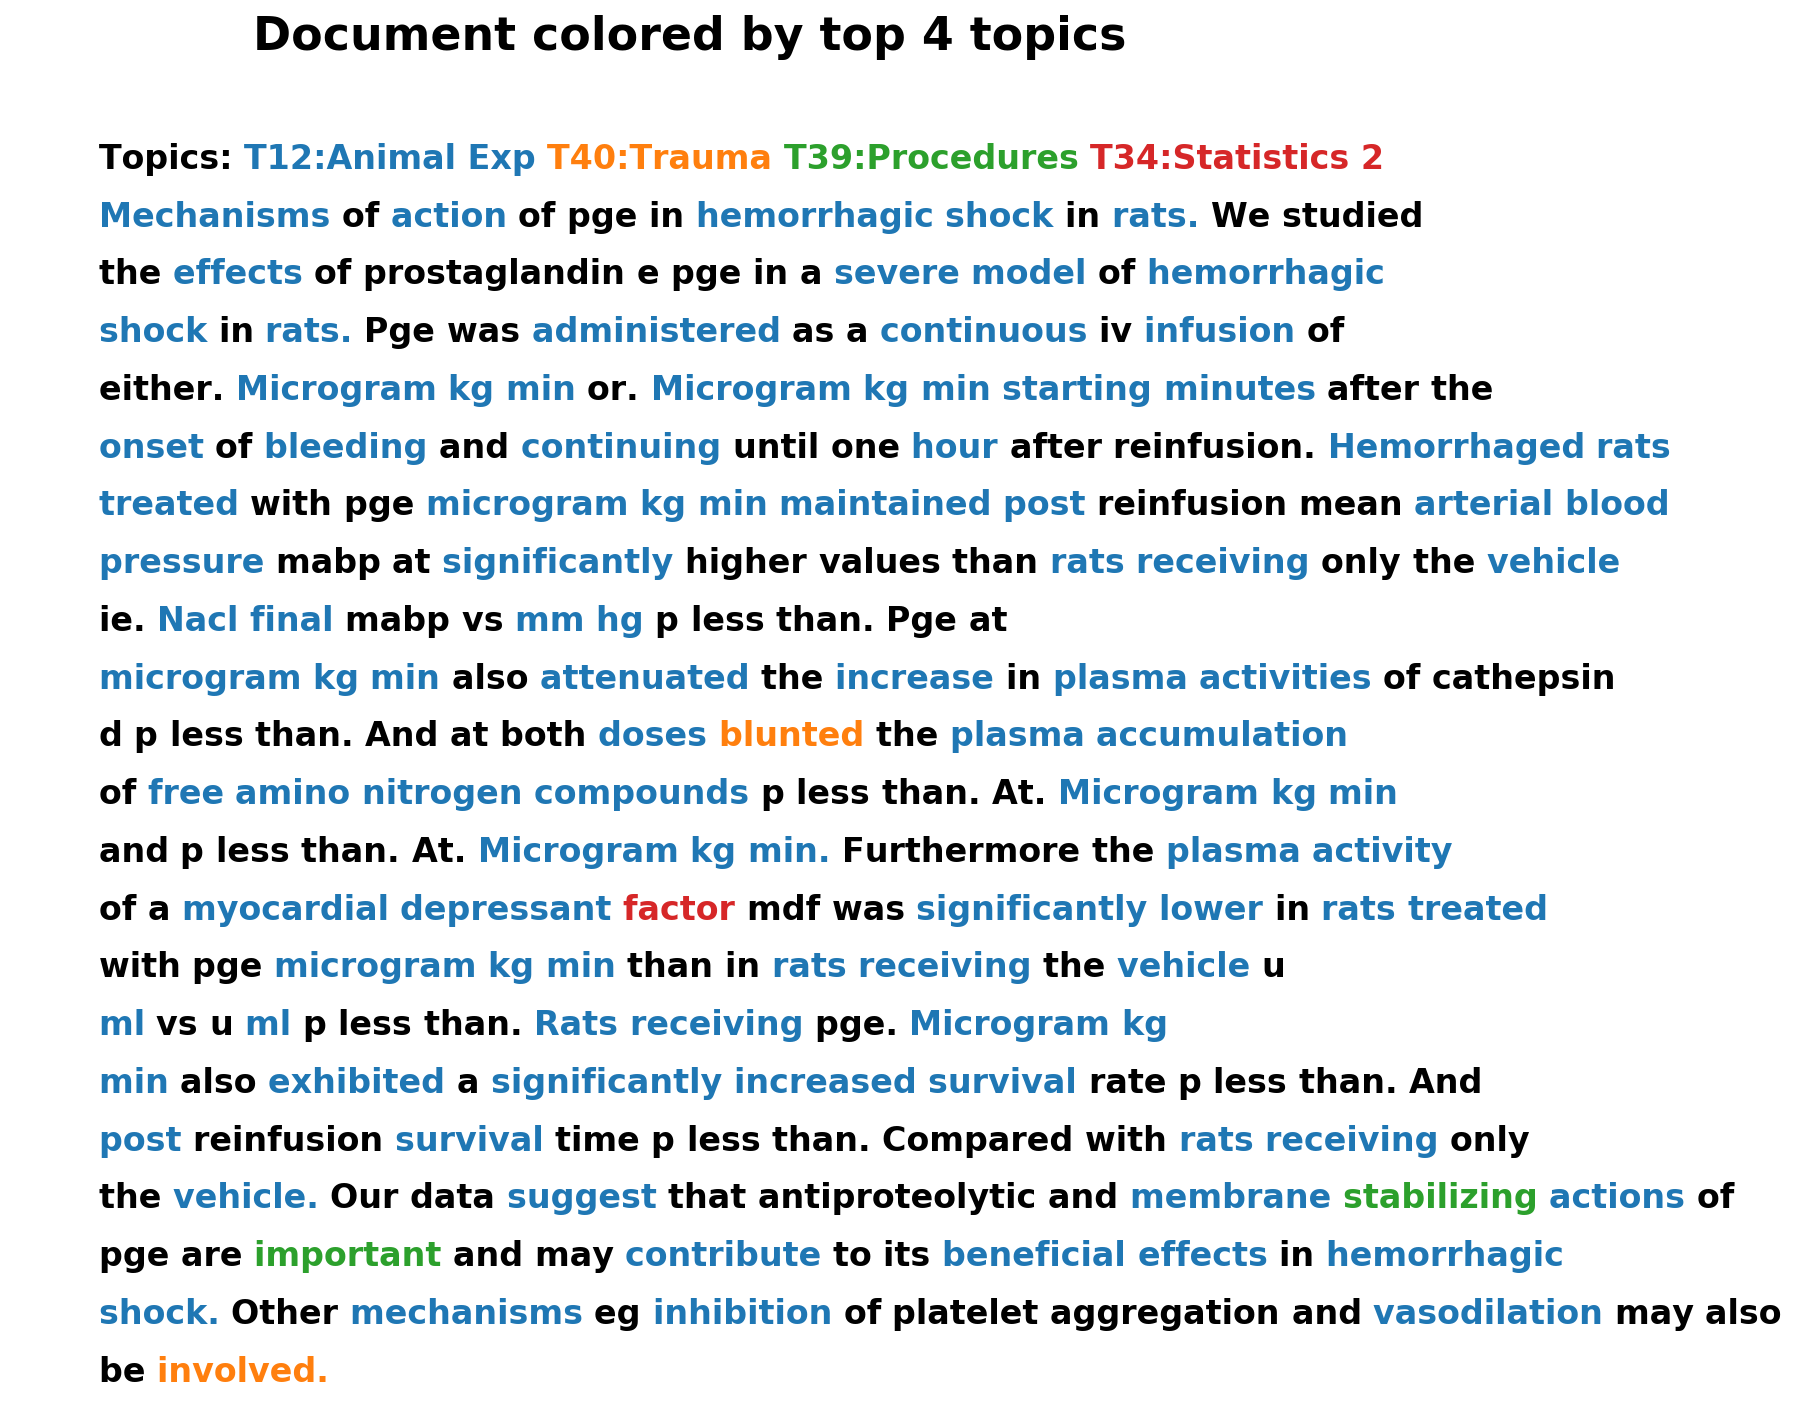 Document colored by top 4 topics
Topics: T12:Animal Exp T40:Trauma T39:Procedures T34:Statistics 2
Mechanisms of action of pge in hemorrhagic shock in rats. We studied
the effects of prostaglandin e pge in a severe model of hemorrhagic
shock in rats. Pge was administered as a continuous iv infusion of
either. Microgram kg min or. Microgram kg min starting minutes after the
onset of bleeding and continuing until one hour after reinfusion. Hemorrhaged rats
treated with pge microgram kg min maintained post reinfusion mean arterial blood
pressure mabp at significantly higher values than rats receiving only the vehicle
ie. Nacl final mabp vs mm hg p less than. Pge at
microgram kg min also attenuated the increase in plasma activities of cathepsin
d p less than. And at both doses blunted the plasma accumulation
of free amino nitrogen compounds p less than. At. Microgram kg min
and p less than. At. Microgram kg min. Furthermore the plasma activity
of a myocardial depressant factor mdf was significantly lower in rats treated
with pge microgram kg min than in rats receiving the vehicle u
ml vs u ml p less than. Rats receiving pge. Microgram kg
min also exhibited a significantly increased survival rate p less than. And
post reinfusion survival time p less than. Compared with rats receiving only
the vehicle. Our data suggest that antiproteolytic and membrane stabilizing actions of
pge are important and may contribute to its beneficial effects in hemorrhagic
shock. Other mechanisms eg inhibition of platelet aggregation and vasodilation may also
be involved.